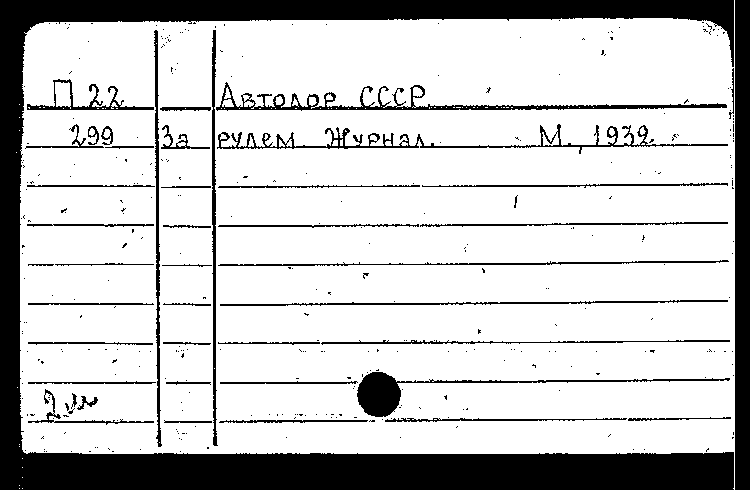 П 22 Автодор СССР
299 За рулем. Журнал. М., 1932